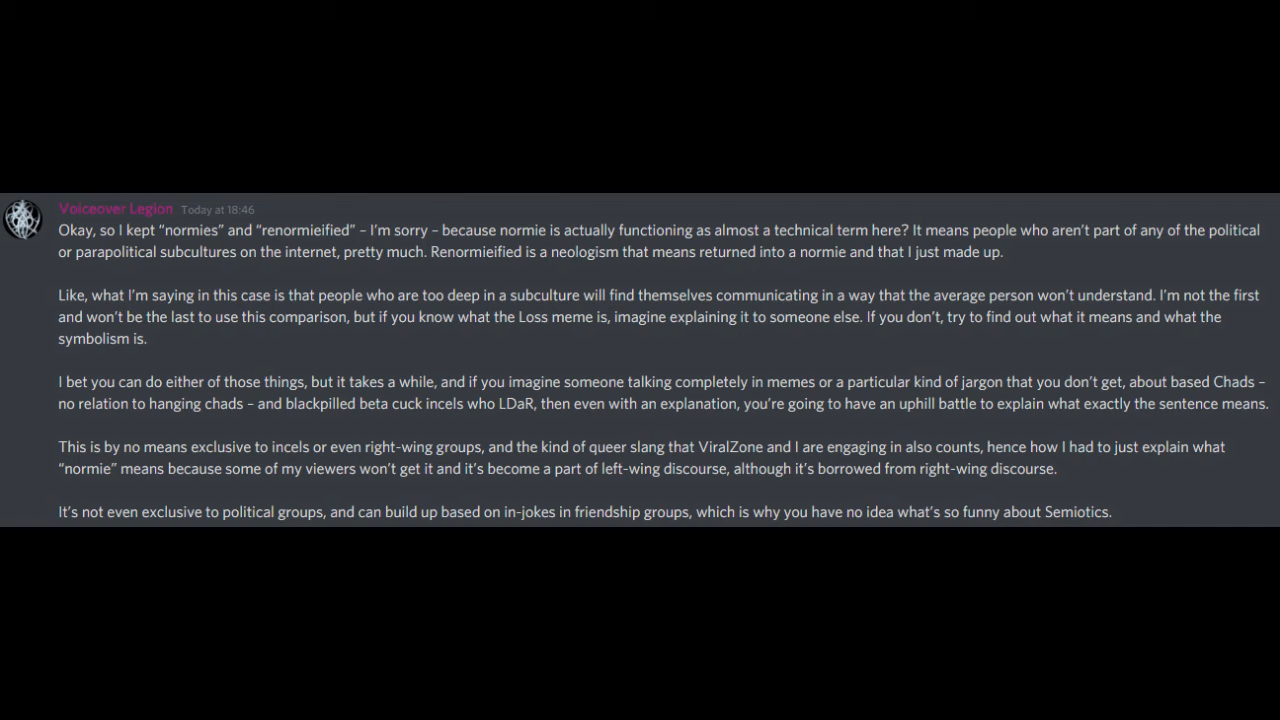 Voiceover Legion Today at 18:46
Okay, so I kept “normies” and “renormieified” – I’m sorry – because normie is actually functioning as almost a technical term here? It means people who aren’t part of any of the political
or parapolitical subcultures on the internet, pretty much. Renormieified is a neologism that means returned into a normie and that I just made up.
Like, what I’m saying in this case is that people who are too deep in a subculture will find themselves communicating in a way that the average person won’t understand. I’m not the first
and won’t be the last to use this comparison, but if you know what the Loss meme is, imagine explaining it to someone else. If you don’t, try to find out what it means and what the
symbolism is.
I bet you can do either of those things, but it takes a while, and if you imagine someone talking completely in memes or a particular kind of jargon that you don’t get, about based Chads –
no relation to hanging chads – and blackpilled beta cuck incels who LDaR, then even with an explanation, you’re going to have an uphill battle to explain what exactly the sentence means.
This is by no means exclusive to incels or even right-wing groups, and the kind of queer slang that ViralZone and I are engaging in also counts, hence how I had to just explain what
“normie” means because some of my viewers won’t get it and it’s become a part of left-wing discourse, although it’s borrowed from right-wing discourse.
It’s not even exclusive to political groups, and can build up based on in-jokes in friendship groups, which is why you have no idea what’s so funny about Semiotics.